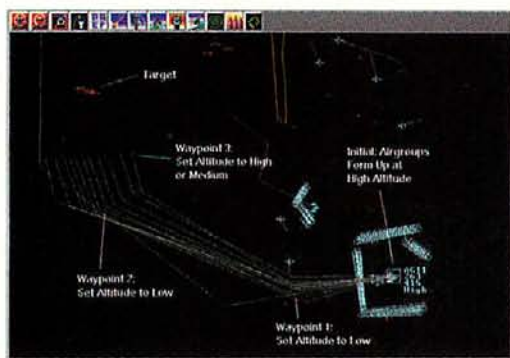 Target
Waypoint 3:
Set Altitude to High
or Medium
Initial: Airgroups
Form Up at
High Altitude
Waypoint 2:
Set Altitude to Low
High
Waypoint 1:
Set Altitude to Low